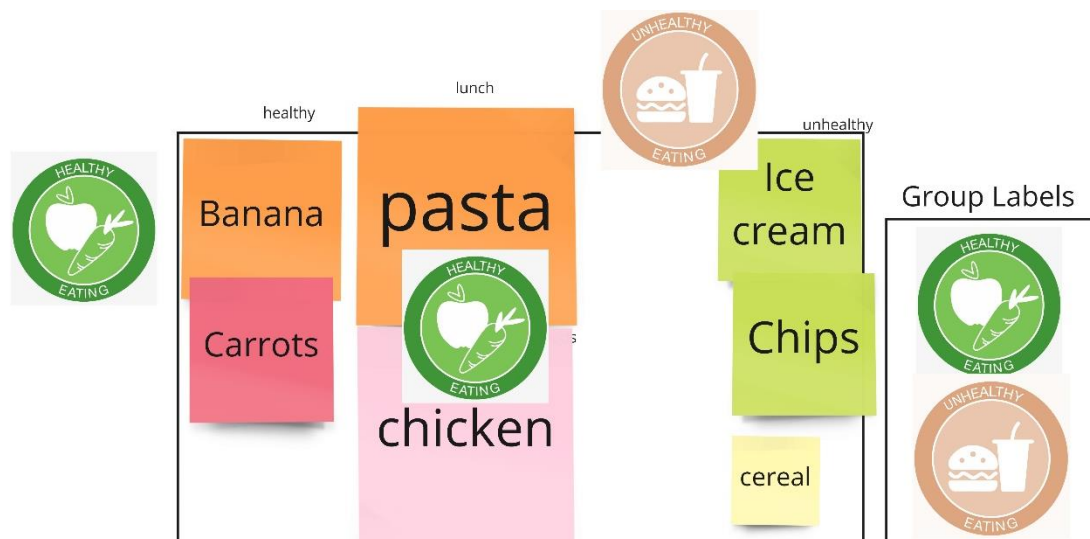 UNHEALTHY
EATING
lunch
healthy
unhealthy
HEALTHY
EATING
Banana
pasta
Ice
cream
Group Labels
Carrots
HEALTHY
EATING
chicken
Chips
cereal
HEALTHY
EATING
UNHEALTHY
EATING